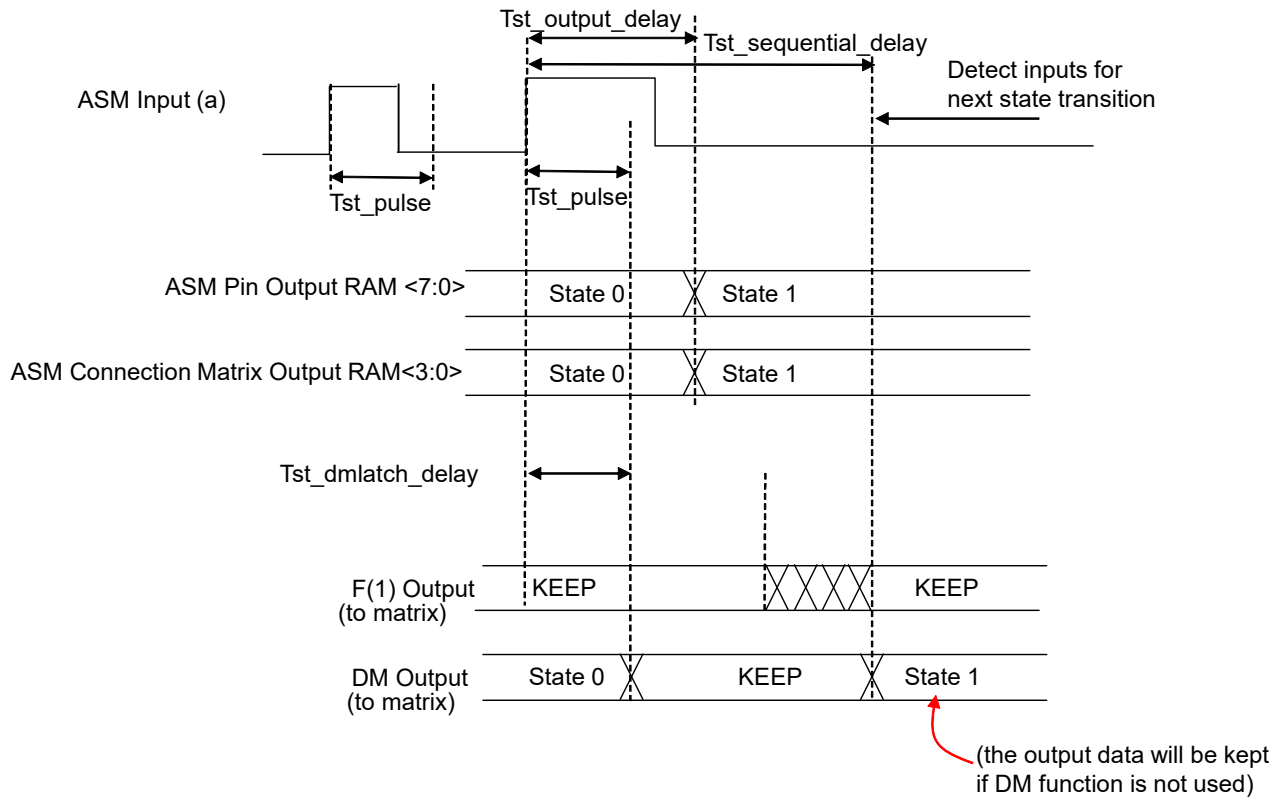 Tst_output_delay
Tst_sequential_delay
Detect inputs for
next state transition
ASM Input (a)
Tst_pulse
Tst_pulse
ASM Pin Output RAM <7:0>
State 0
State 1
ASM Connection Matrix Output RAM<3:0>
State 0
State 1
Tst_dmlatch_delay
F(1) Output
(to matrix)
KEEP
KEEP
DM Output
(to matrix)
State 0
KEEP
State 1
(the output data will be kept
if DM function is not used)